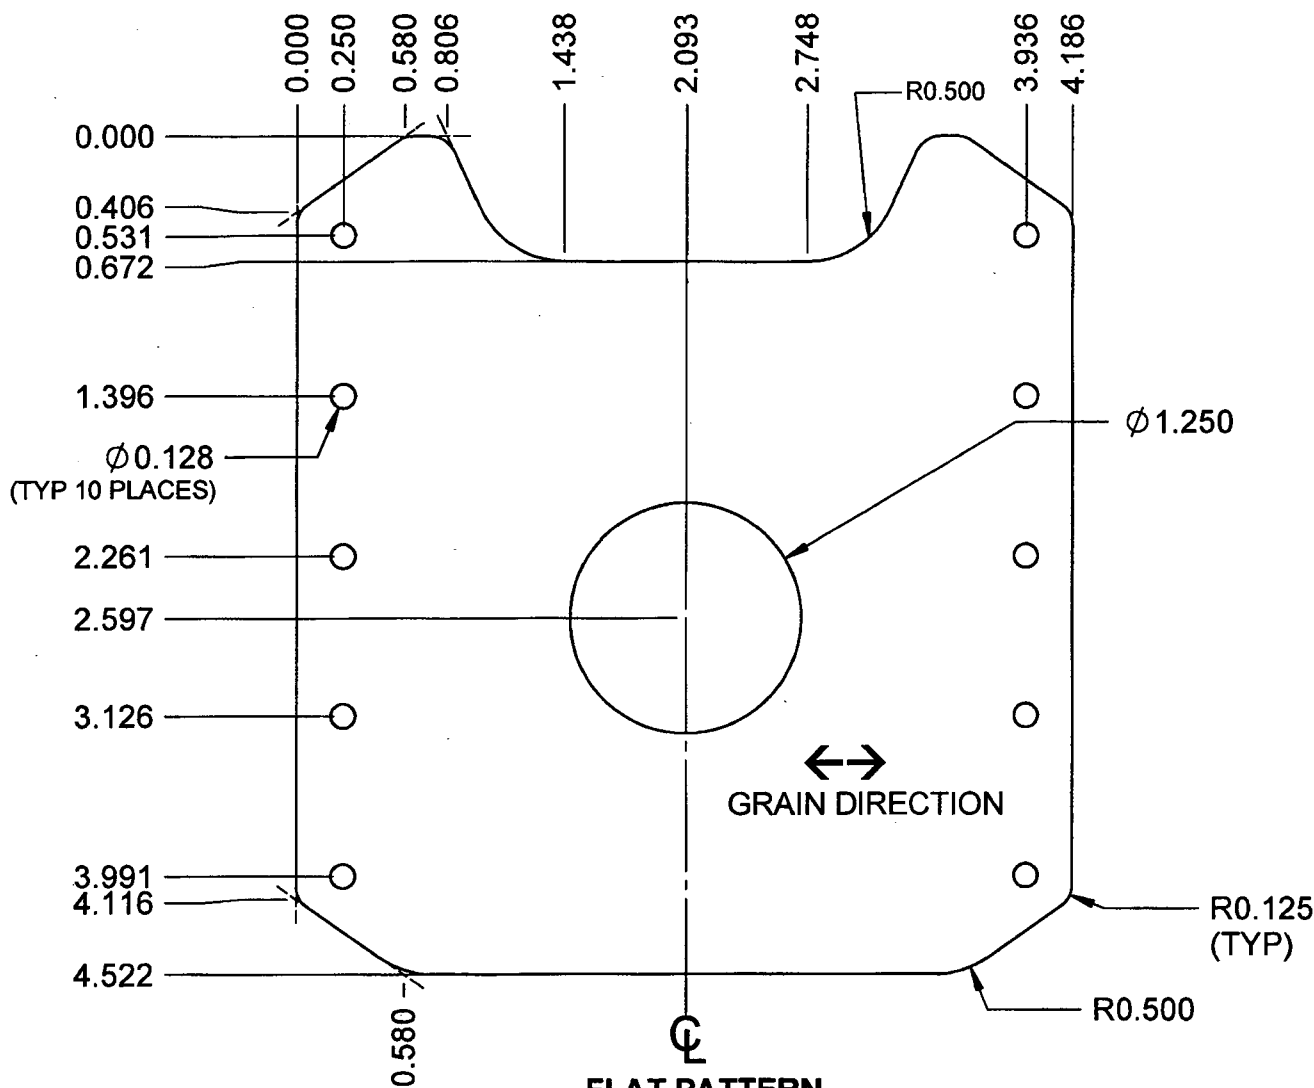 0.000
0.250
0.580
0.806
1.438
2.093
2.748
3.936
4.186
R0.500
0.000
0.406
0.531
0.672
1.396
Ø0.128
(TYP 10 PLACES)
Ø1.250
2.261
2.597
3.126
GRAIN DIRECTION
3.991
4.116
R0.125
(TYP)
4.522
R0.500
0.580
CL
FLAT PATTERN